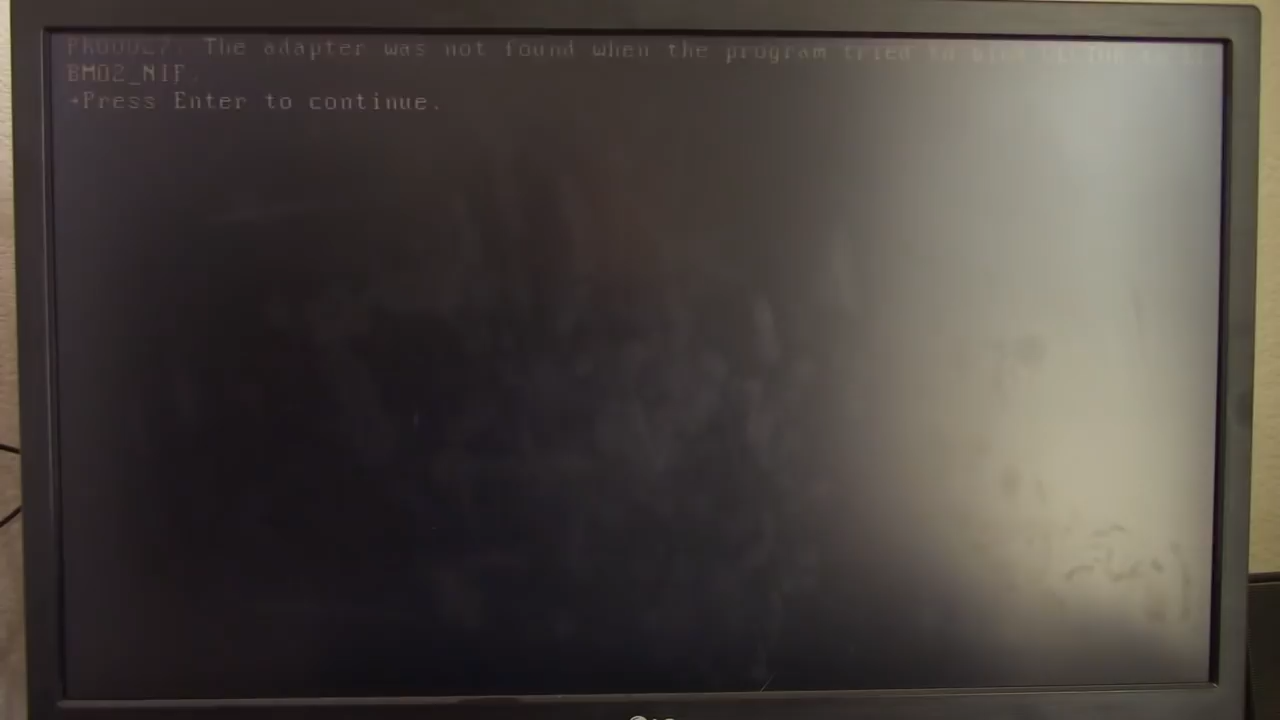 The adapter was not found when the program tried to
BM02_NIF.
→Press Enter to continue.